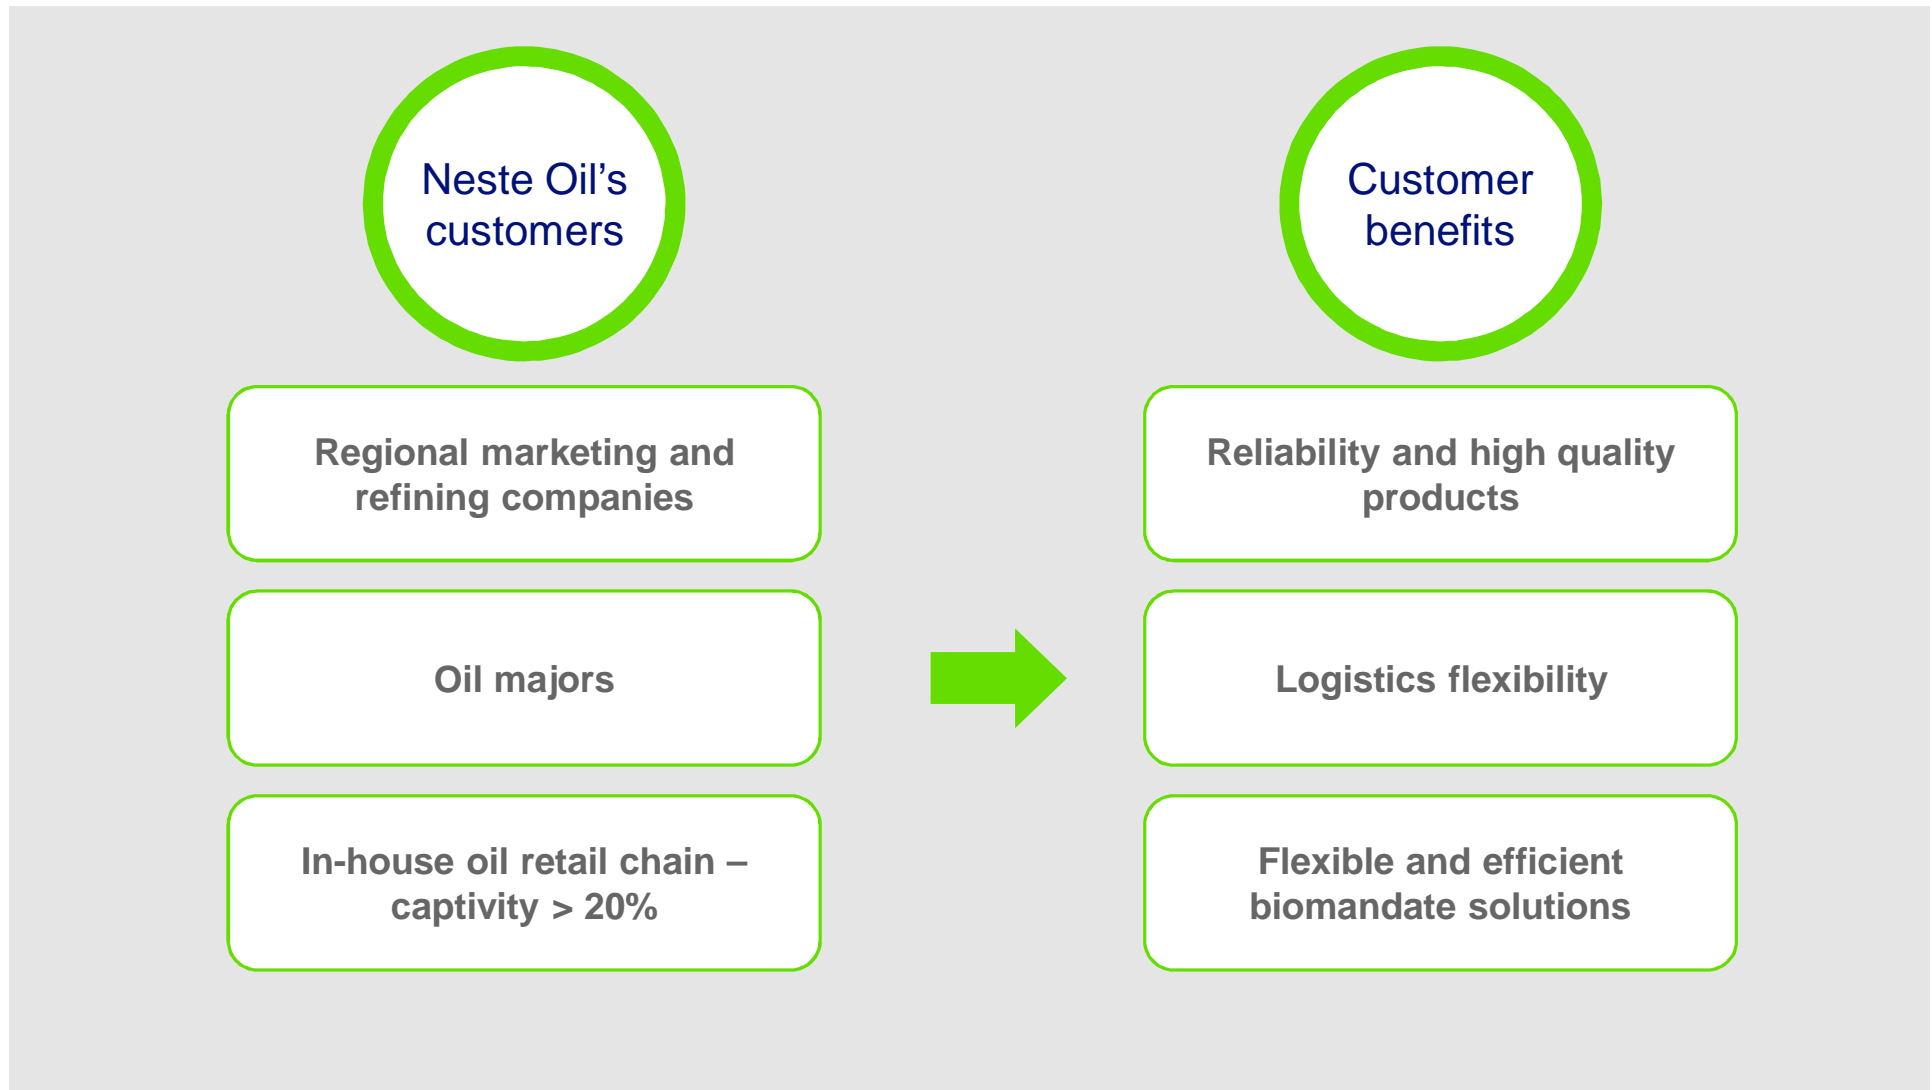 Neste Oil’s
customers
Regional marketing and
refining companies
Oil majors
In-house oil retail chain –
captivity > 20%
Customer
benefits
Reliability and high quality
products
Logistics flexibility
Flexible and efficient
biomandate solutions